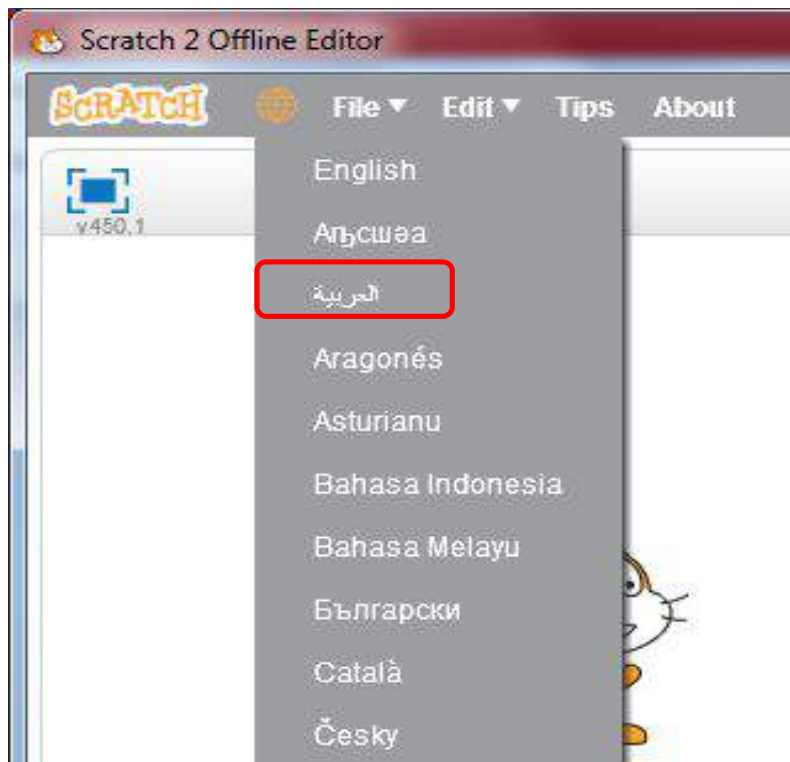 Scratch 2 Offline Editor
SCRATCH File ▼ Edit ▼ Tips About
v450.1
English
Аҧсшәа
العربية
Aragonés
Asturianu
Bahasa Indonesia
Bahasa Melayu
Български
Català
Česky